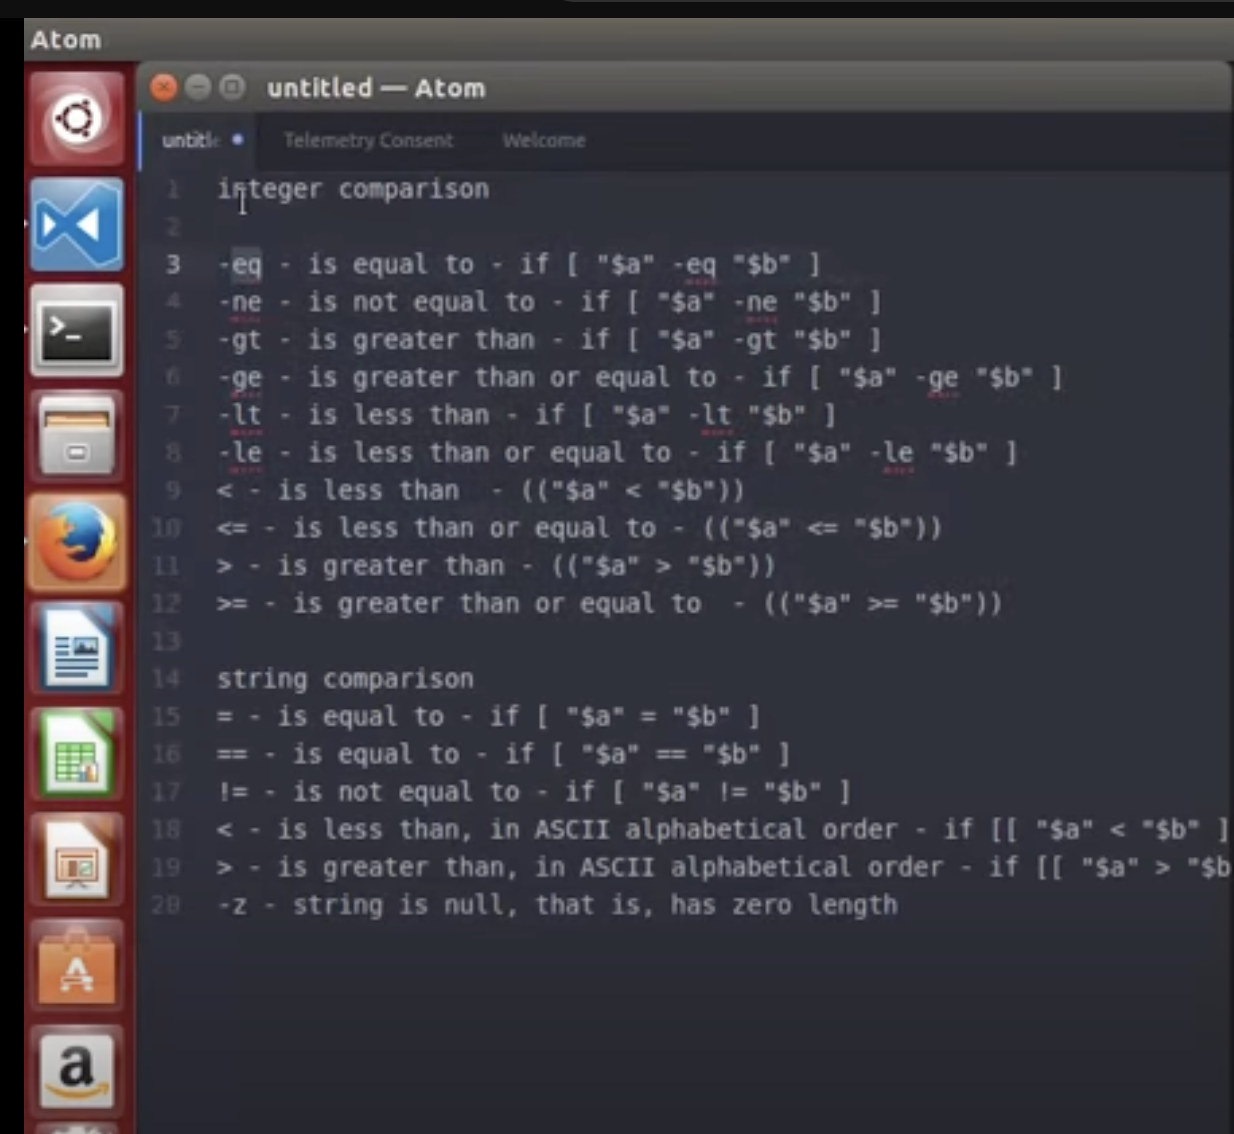 Atom
untitled — Atom
untitle Telemetry Consent Welcome
1 integer comparison
2
3 -eq - is equal to - if [ "$a" -eq "$b" ]
4 -ne - is not equal to - if [ "$a" -ne "$b" ]
5 -gt - is greater than - if [ "$a" -gt "$b" ]
6 -ge - is greater than or equal to - if [ "$a" -ge "$b" ]
7 -lt - is less than - if [ "$a" -lt "$b" ]
8 -le - is less than or equal to - if [ "$a" -le "$b" ]
9 < - is less than  - (("$a" < "$b"))
10 <= - is less than or equal to - (("$a" <= "$b"))
11 > - is greater than - (("$a" > "$b"))
12 >= - is greater than or equal to  - (("$a" >= "$b"))
13
14 string comparison
15 = - is equal to - if [ "$a" = "$b" ]
16 == - is equal to - if [ "$a" == "$b" ]
17 != - is not equal to - if [ "$a" != "$b" ]
18 < - is less than, in ASCII alphabetical order - if [[ "$a" < "$b" ]
19 > - is greater than, in ASCII alphabetical order - if [[ "$a" > "$b
20 -z - string is null, that is, has zero length